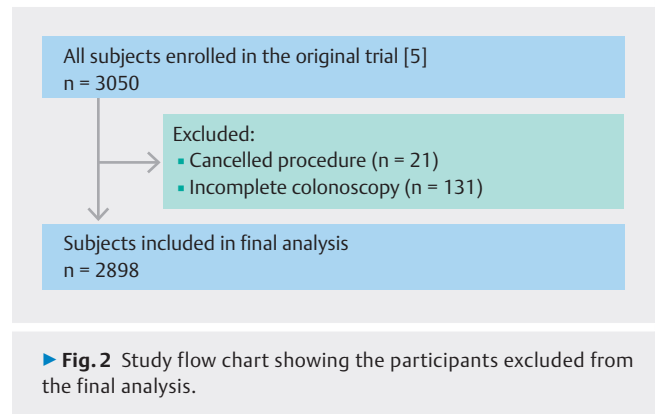 All subjects enrolled in the original trial [5]
n = 3050
Excluded:
▪ Cancelled procedure (n = 21)
▪ Incomplete colonoscopy (n = 131)
Subjects included in final analysis
n = 2898
▶ Fig. 2 Study flow chart showing the participants excluded from
the final analysis.